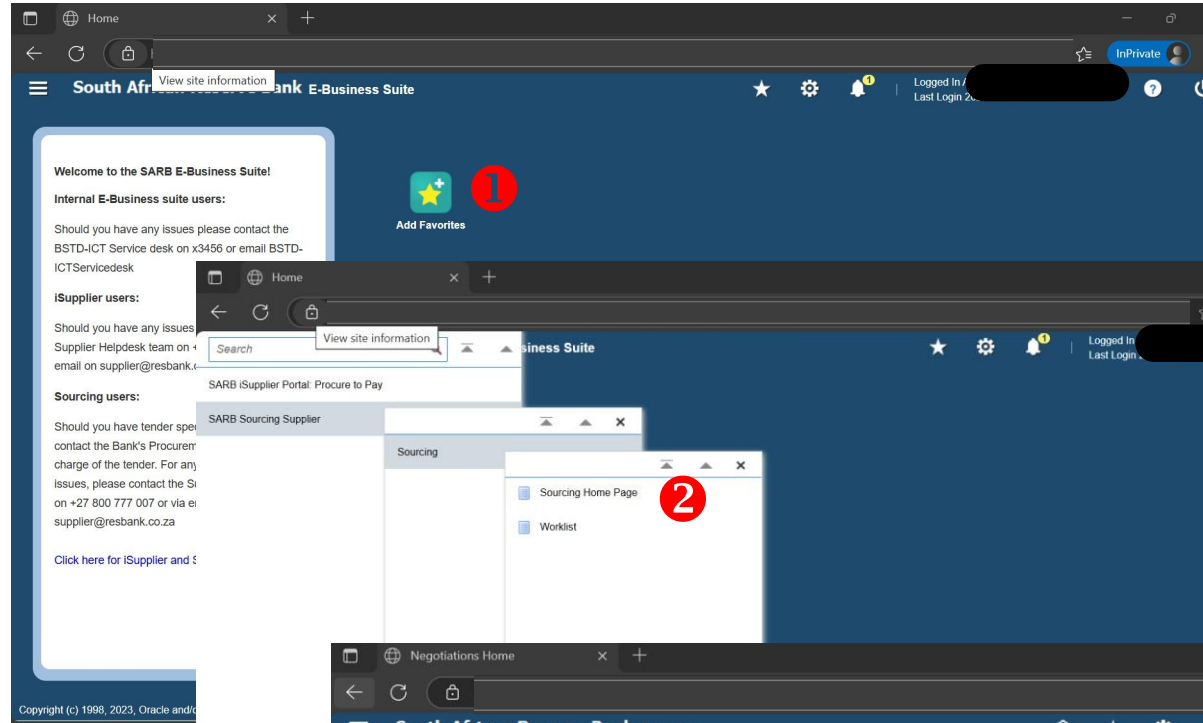 Home
InPrivate
View site information
South African Reserve Bank E-Business Suite
1
Logged In
Last Login
?
Welcome to the SARB E-Business Suite!
Internal E-Business suite users:
Should you have any issues please contact the
BSTD-ICT Service desk on x3456 or email BSTD-
ICTServicedesk
iSupplier users:
Should you have any issues
Supplier Helpdesk team on
email on supplier@resbank.
Sourcing users:
Should you have tender
contact the Bank's
charge of the tender. For any
issues, please contact the
on +27 800 777 007 or via
supplier@resbank.co.za
Click here for iSupplier and
Copyright (c) 1998, 2023, Oracle
Add Favorites
1
Home
View site information
Search
Business Suite
1
Logged In
Last Login
SARB iSupplier Portal: Procure to Pay
SARB Sourcing Supplier
Sourcing
Sourcing Home Page
2
Worklist
Negotiations Home